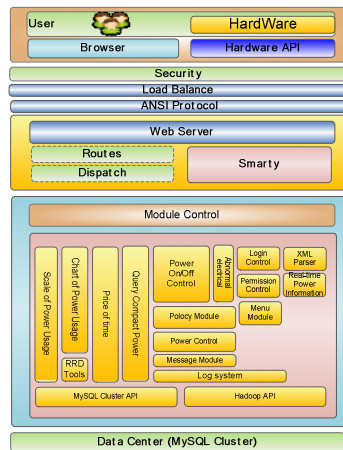 User
HardWare
Browser
Hardware API
Security
Load Balance
ANSI Protocol
Web Server
Routes
Dispatch
Smarty
Module Control
Scale of Power Usage
Chart of Power Usage
RRD
Tools
Price of time
Query Compact Power
Power
On/Off
Control
Abnormal
electrical
Login
Control
XML
Parser
Permission
Control
Real-time
Power
Information
Polocy Module
Menu
Module
Power Control
Message Module
Log system
MySQL Cluster API
Hadoop API
Data Center (MySQL Cluster)